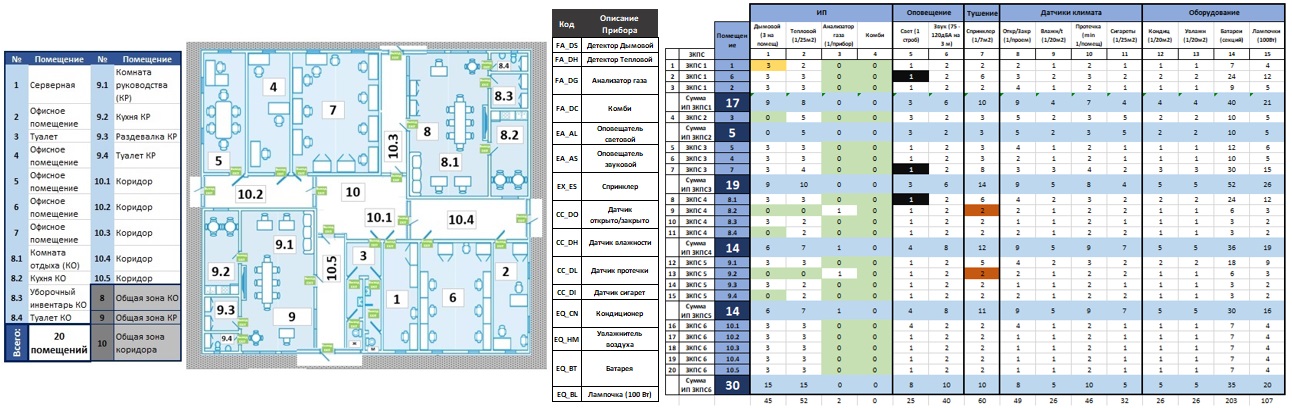 № Помещение № Помещение
1 Серверная 9.1 Комната руководства (КР)
2 Офисное помещение 9.2 Кухня КР
3 Туалет 9.3 Раздевалка КР
4 Офисное помещение 9.4 Туалет КР
5 Офисное помещение 10.1 Коридор
6 Офисное помещение 10.2 Коридор
7 Офисное помещение 10.3 Коридор
8.1 Комната отдыха (КО) 10.4 Коридор
8.2 Кухня КО 10.5 Коридор
8.3 Уборочный инвентарь КО 8 Общая зона КО
8.4 Туалет КО 9 Общая зона КР
Всего: 20 помещений 10 Общая зона коридора
4
7
8
8.4
8.3
8.2
8.1
10.3
5
10.2
10
10.1
10.4
9.1
9.2
9.3
9.4
9
10.5
3
1
6
2
Код Описание Прибора
FA_DS Детектор Дымовой
FA_DH Детектор Тепловой
FA_DG Анализатор газа
FA_DC Комби
EA_AL Оповещатель световой
EA_AS Оповещатель звуковой
EX_ES Спринклер
CC_DO Датчик открыто/закрыто
CC_DH Датчик влажности
CC_DL Датчик протечки
CC_DI Датчик сигарет
EQ_CN Кондиционер
EQ_HM Увлажнитель воздуха
EQ_BT Батарея
EQ_BL Лампочка (100 Вт)
ИП Оповещение Тушение Датчики климата Оборудование
Помещение Дымовой (3 на помещ) Тепловой (1/25м2) Анализатор газа (1/прибор) Комби Свет (1 строб) Звук (75 - 120дБА на 3 м) Спринклер (1/7м2) Откр/Закр (1/проем) Влажн/t (1/20м2) Протечка (min 1/помещ) Сигареты (1/25м2) Кондиц (1/20м2) Увлажн (1/20м2) Батареи (секций) Лампочки (100Вт)
ЗКПС 1 2 3 4 5 6 7 8 9 10 11 12 13 14 15
1 ЗКПС 1 1 3 2 0 0 1 2 2 2 1 2 1 1 1 7 4
2 ЗКПС 1 6 3 3 0 0 1 2 6 3 2 3 2 2 2 24 12
3 ЗКПС 1 2 3 3 0 0 1 2 2 4 1 2 1 1 1 9 5
Сумма ИП ЗКПС1 17 9 8 0 0 3 6 10 9 4 7 4 4 4 40 21
4 ЗКПС 2 3 0 5 0 0 3 2 3 5 2 3 5 2 2 10 5
Сумма ИП ЗКПС2 5 0 5 0 0 3 2 3 5 2 3 5 2 2 10 5
5 ЗКПС 3 5 3 3 0 0 1 2 3 4 1 2 1 1 1 12 6
6 ЗКПС 3 4 3 3 0 0 1 2 3 2 1 2 1 1 1 10 5
7 ЗКПС 3 7 3 4 0 0 1 2 8 3 3 4 2 3 3 30 15
Сумма ИП ЗКПС3 19 9 10 0 0 3 6 14 9 5 8 4 5 5 52 26
8 ЗКПС 4 8.1 3 3 0 0 1 2 6 4 2 2 1 2 2 24 12
9 ЗКПС 4 8.2 0 0 1 0 1 2 2 2 1 2 2 1 1 6 3
10 ЗКПС 4 8.3 3 2 0 0 1 2 2 1 1 2 2 1 1 3 2
11 ЗКПС 4 8.4 0 2 0 0 1 2 2 2 1 3 2 1 1 3 2
Сумма ИП ЗКПС4 14 6 7 1 0 4 8 12 9 5 9 7 5 5 36 19
12 ЗКПС 5 9.1 3 3 0 0 1 2 5 4 2 2 1 2 2 18 9
13 ЗКПС 5 9.2 0 0 1 0 1 2 2 2 1 2 2 1 1 6 3
14 ЗКПС 5 9.3 3 2 0 0 1 2 2 1 1 2 2 1 1 3 2
15 ЗКПС 5 9.4 0 2 0 0 1 2 2 2 1 3 2 1 1 3 2
Сумма ИП ЗКПС5 14 6 7 1 0 4 8 11 9 5 9 7 5 5 30 16
16 ЗКПС 6 10.1 3 3 0 0 2 2 2 4 1 2 1 1 1 7 4
17 ЗКПС 6 10.2 3 3 0 0 2 2 2 1 1 2 1 1 1 7 4
18 ЗКПС 6 10.3 3 3 0 0 2 2 1 1 2 1 1 1 7 4
19 ЗКПС 6 10.4 3 3 0 0 2 2 1 1 2 1 1 1 7 4
20 ЗКПС 6 10.5 3 3 0 0 2 2 1 1 2 1 1 1 7 4
Сумма ИП ЗКПС6 30 15 15 0 0 8 10 10 8 5 10 5 5 5 35 20
45 52 2 0 25 40 60 49 26 46 32 26 26 203 107